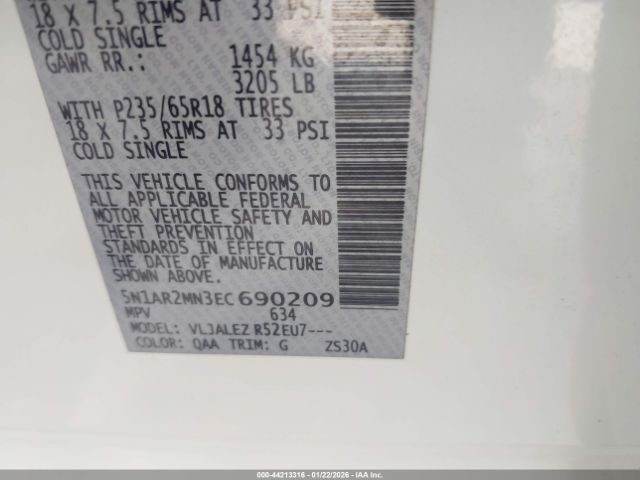 18 X 7.5 RIMS AT 33 PSI
COLD SINGLE
GAWR RR.: 1454 KG
3205 LB
WITH P235/65R18 TIRES
18 X 7.5 RIMS AT 33 PSI
COLD SINGLE
THIS VEHICLE CONFORMS TO
ALL APPLICABLE FEDERAL
MOTOR VEHICLE SAFETY AND
THEFT PREVENTION
STANDARDS IN EFFECT ON
THE DATE OF MANUFACTURE
SHOWN ABOVE.
5N1AR2MN3EC690209
MPV 634
MODEL: VLJALEZ R52EU7---
COLOR: QAA TRIM: G ZS30A
000-44213316 - 01/22/2026 - IAA Inc.